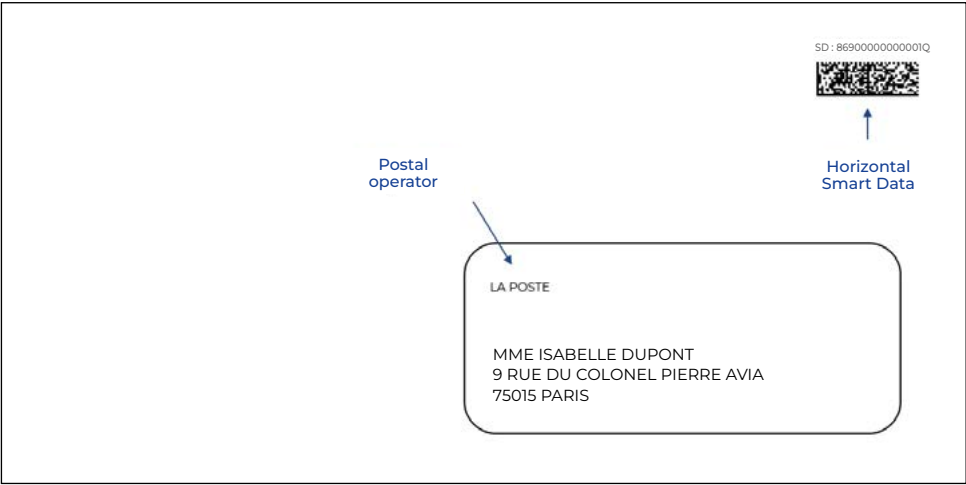 SD : 86900000000001Q
Horizontal
Smart Data
Postal
operator
LA POSTE
MME ISABELLE DUPONT
9 RUE DU COLONEL PIERRE AVIA
75015 PARIS